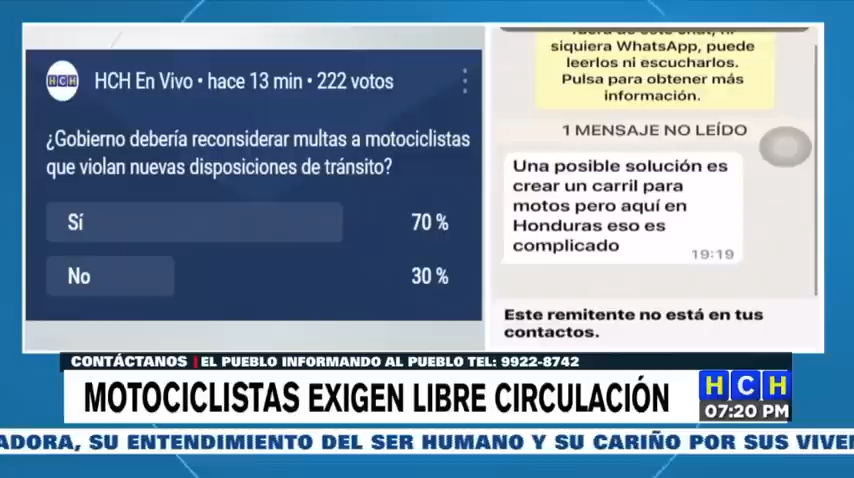 HCH
HCH En Vivo • hace 13 min • 222 votos
¿Gobierno debería reconsiderar multas a motociclistas
que violan nuevas disposiciones de tránsito?
Sí 70 %
No 30 %
siquiera WhatsApp, puede
leerlos ni escucharlos.
Pulsa para obtener más
información.
1 MENSAJE NO LEÍDO
Una posible solución es
crear un carril para
motos pero aquí en
Honduras eso es
complicado
19:19
Este remitente no está en tus
contactos.
CONTÁCTANOS | EL PUEBLO INFORMANDO AL PUEBLO TEL: 9922-8742
MOTOCICLISTAS EXIGEN LIBRE CIRCULACIÓN
HCH
07:20 PM
ADORA, SU ENTENDIMIENTO DEL SER HUMANO Y SU CARIÑO POR SUS VIVEN